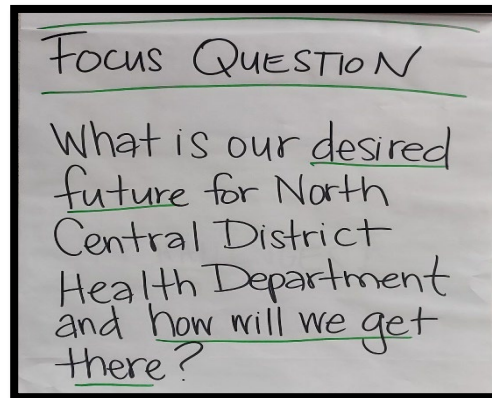 FOCUS QUESTION
What is our desired
future for North
Central District
Health Department
and how will we get
there?